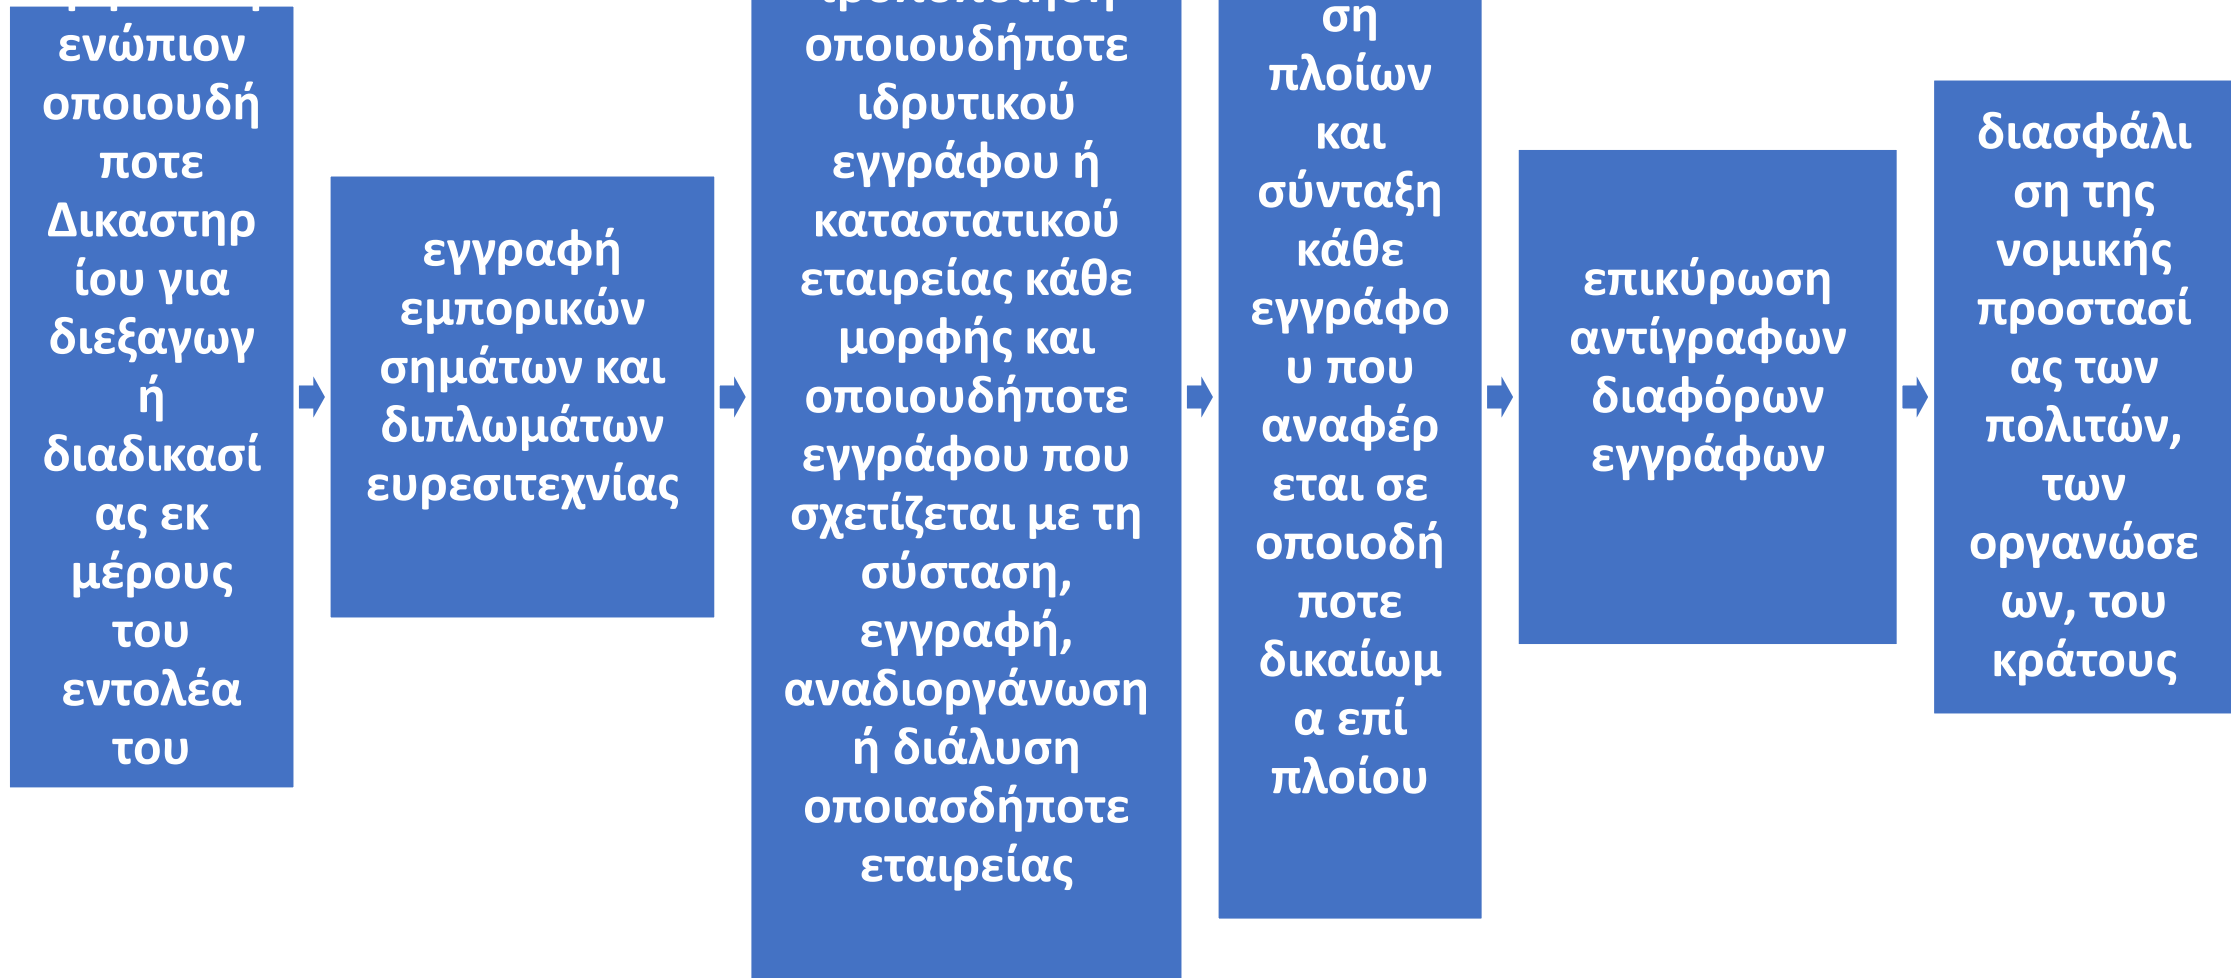 ενώπιον
οποιουδή
ποτε
Δικαστηρ
ίου για
διεξαγωγ
ή
διαδικασί
ας εκ
μέρους
του
εντολέα
του
εγγραφή
εμπορικών
σημάτων και
διπλωμάτων
ευρεσιτεχνίας
τροποποίηση
οποιουδήποτε
ιδρυτικού
εγγράφου ή
καταστατικού
εταιρείας κάθε
μορφής και
οποιουδήποτε
εγγράφου που
σχετίζεται με τη
σύσταση,
εγγραφή,
αναδιοργάνωση
ή διάλυση
οποιασδήποτε
εταιρείας
ση
πλοίων
και
σύνταξη
κάθε
εγγράφο
υ που
αναφέρ
εται σε
οποιοδή
ποτε
δικαίωμ
α επί
πλοίου
επικύρωση
αντίγραφων
διαφόρων
εγγράφων
διασφάλι
ση της
νομικής
προστασί
ας των
πολιτών,
των
οργανώσε
ων, του
κράτους